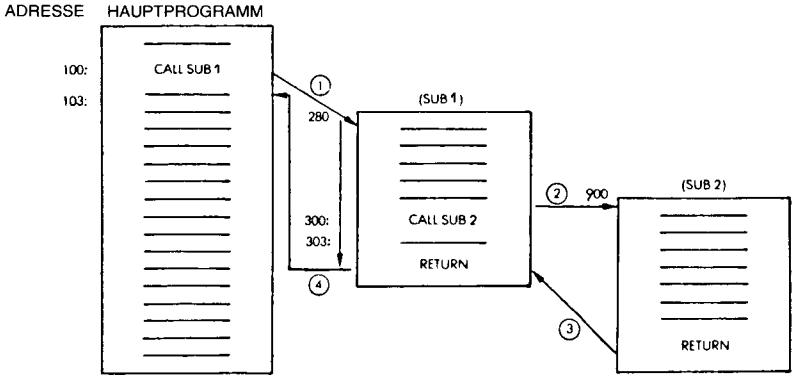 ADRESSE HAUPTPROGRAMM
100: CALL SUB 1
103:
①
(SUB 1)
280
300: CALL SUB 2
303:
RETURN
④
② 900
(SUB 2)
③
RETURN